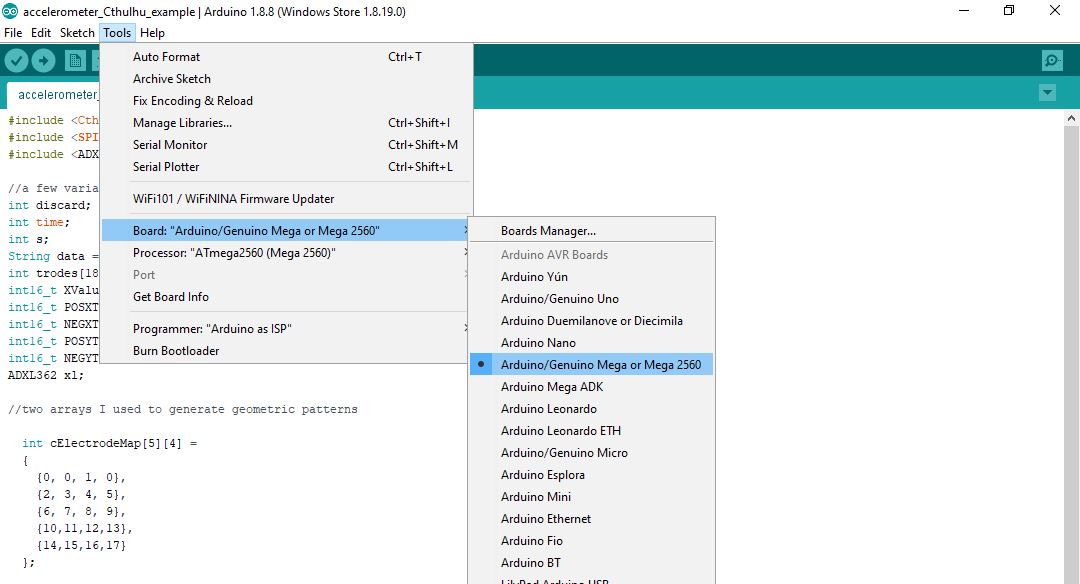 accelerometer_Cthulhu_example | Arduino 1.8.8 (Windows Store 1.8.19.0)
File Edit Sketch Tools Help
accelerometer_
Auto Format Ctrl+T
Archive Sketch
Fix Encoding & Reload
Manage Libraries... Ctrl+Shift+I
Serial Monitor Ctrl+Shift+M
Serial Plotter Ctrl+Shift+L
WiFi101 / WiFiNINA Firmware Updater
Board: "Arduino/Genuino Mega or Mega 2560"
Processor: "ATmega2560 (Mega 2560)"
Port
Get Board Info
Programmer: "Arduino as ISP"
Burn Bootloader
Boards Manager...
Arduino AVR Boards
Arduino Yún
Arduino/Genuino Uno
Arduino Duemilanove or Diecimila
Arduino Nano
Arduino/Genuino Mega or Mega 2560
Arduino Mega ADK
Arduino Leonardo
Arduino Leonardo ETH
Arduino/Genuino Micro
Arduino Esplora
Arduino Mini
Arduino Ethernet
Arduino Fio
Arduino BT
LilyPad Arduino USB
#include <Cth
#include <SPI
#include <ADX
//a few varia
int discard;
int time;
int s;
String data =
int trodes[18
int16_t XValu
int16_t POSXT
int16_t NEGXT
int16_t POSYT
int16_t NEGYT
ADXL362 xl;
//two arrays I used to generate geometric patterns
int cElectrodeMap[5][4] =
{
{0, 0, 1, 0},
{2, 3, 4, 5},
{6, 7, 8, 9},
{10,11,12,13},
{14,15,16,17}
};